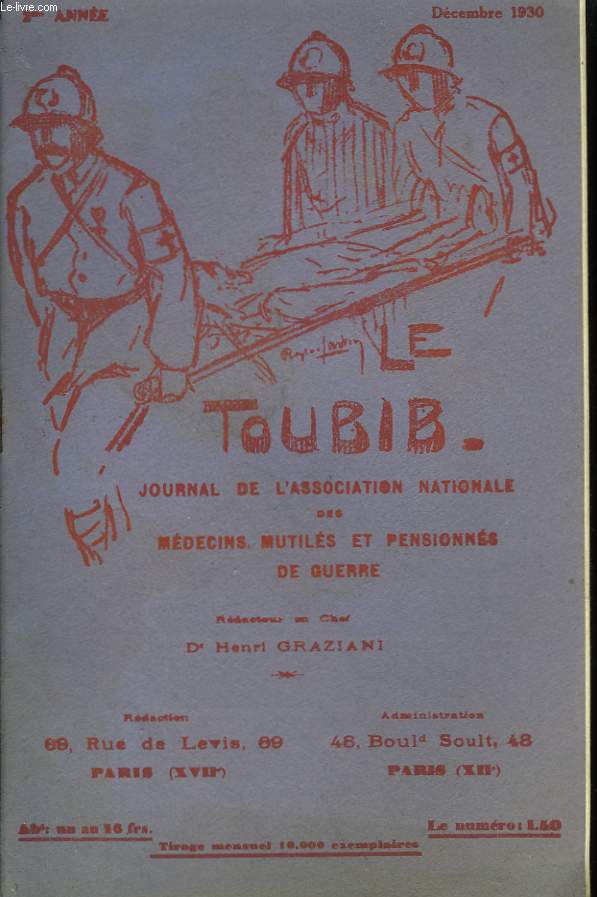 Le-livre.com
2me ANNÉE
Décembre 1930
LE
TOUBIB.
JOURNAL DE L'ASSOCIATION NATIONALE
DES
MÉDECINS. MUTILÉS ET PENSIONNÉS
DE GUERRE
Rédacteur en Chef
Dr Henri GRAZIANI
Rédaction
69, Rue de Levis, 69
PARIS (XVIIe)
Administration
48, Bould Soult, 48
PARIS (XIIe)
Abt: un an 16 frs.
Le numéro: 1.50
Tirage mensuel 16.000 exemplaires